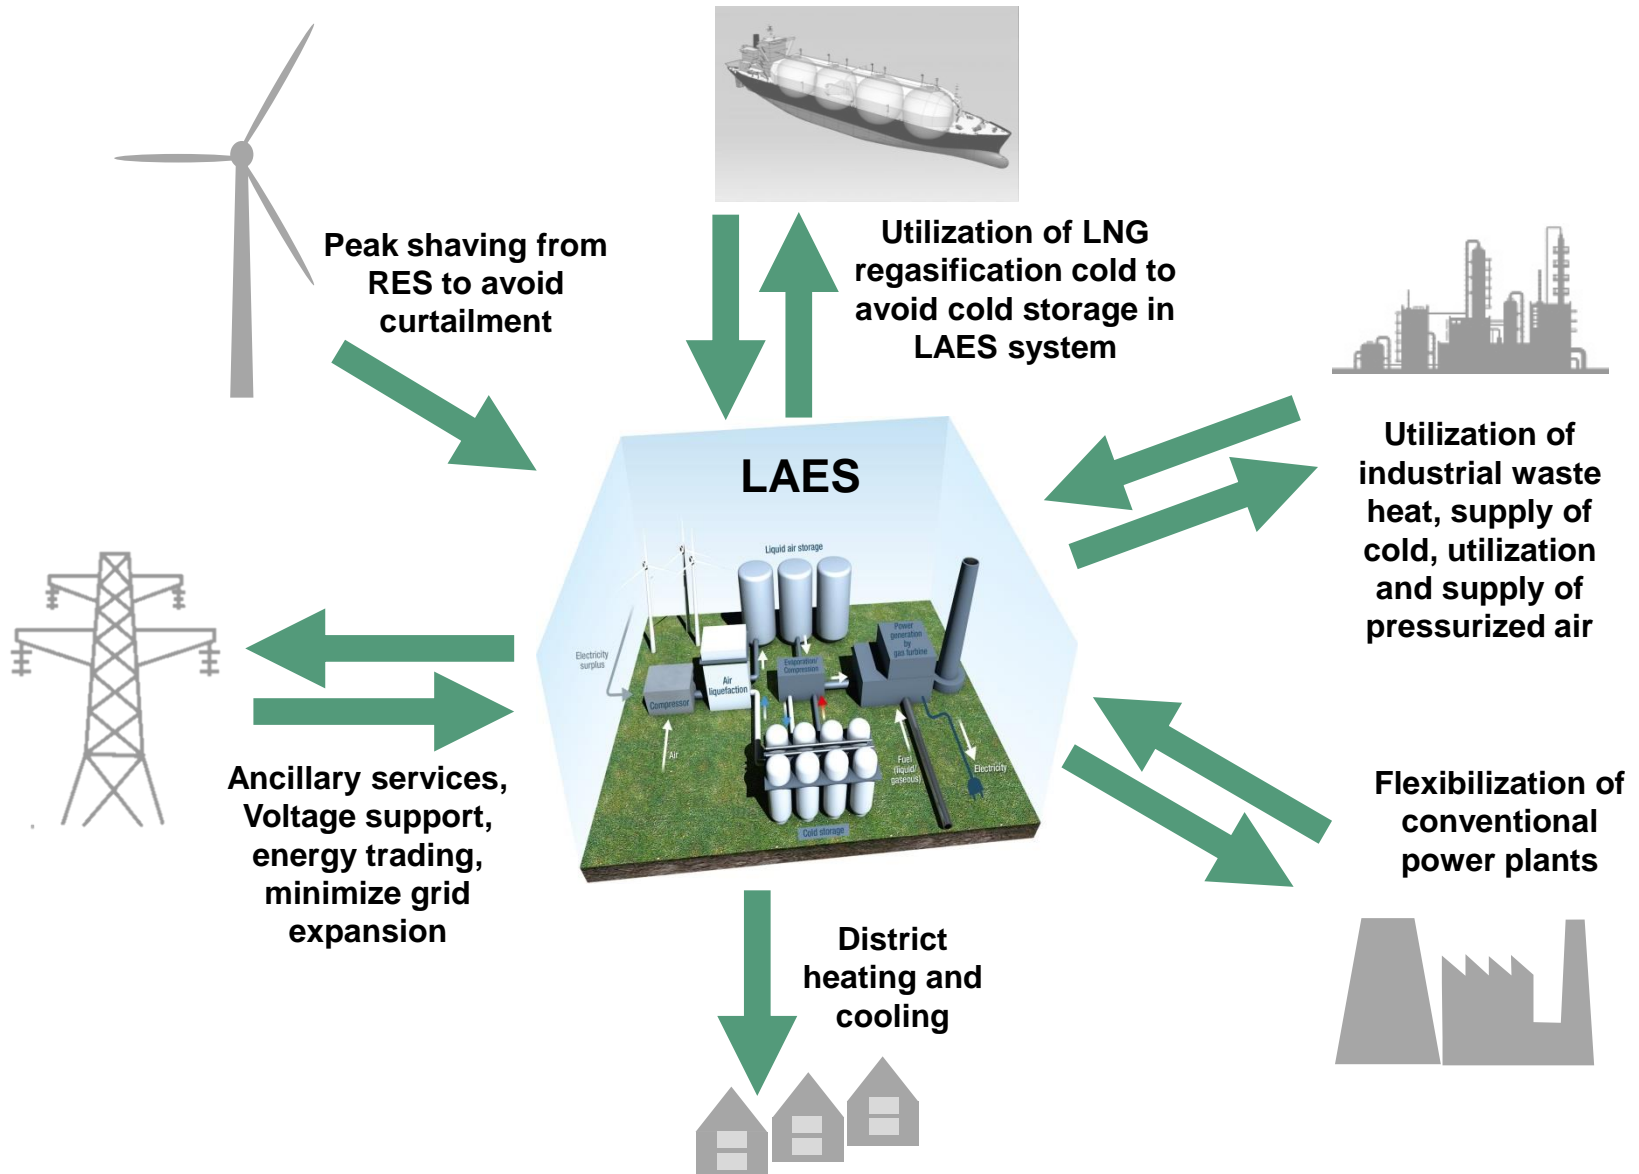 Peak shaving from
RES to avoid
curtailment
Utilization of LNG
regasification cold to
avoid cold storage in
LAES system
Utilization of
industrial waste
heat, supply of
cold, utilization
and supply of
pressurized air
LAES
Liquid air storage
Electricity
surplus
Compressor
Air
liquefaction
Evaporation/
Compression
Power
generation
by
gas turbine
Air
Fuel
(liquid/
gaseous)
Electricity
Cold storage
Ancillary services,
Voltage support,
energy trading,
minimize grid
expansion
Flexibilization of
conventional
power plants
District
heating and
cooling